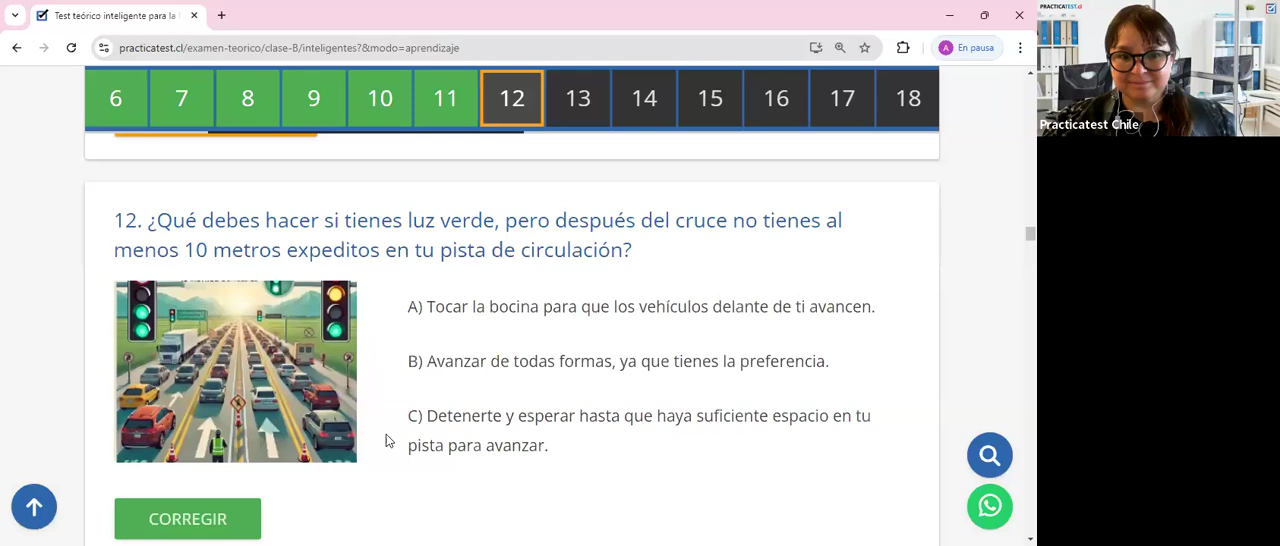 Test teórico inteligente para la
practicatest.cl/examen-teorico/clase-B/inteligentes?&modo=aprendizaje
A
En pausa
PRACTICATEST.cl
6 7 8 9 10 11 12 13 14 15 16 17 18
Practicatest Chile
12. ¿Qué debes hacer si tienes luz verde, pero después del cruce no tienes al
menos 10 metros expeditos en tu pista de circulación?
A) Tocar la bocina para que los vehículos delante de ti avancen.
B) Avanzar de todas formas, ya que tienes la preferencia.
C) Detenerte y esperar hasta que haya suficiente espacio en tu
pista para avanzar.
CORREGIR